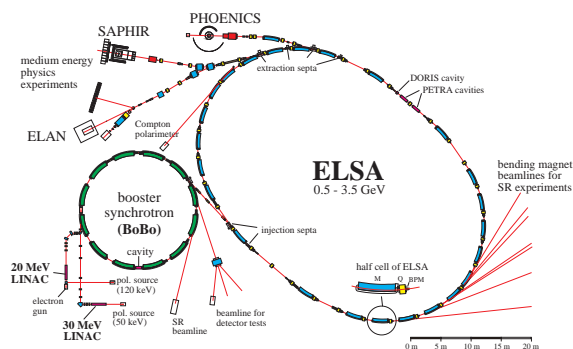 PHOENICS
SAPHIR
medium energy
physics
experiments
extraction septa
DORIS cavity
PETRA cavities
ELAN
Compton
polarimeter
ELSA
0.5 - 3.5 GeV
bending magnet
beamlines
for SR experiments
booster
synchrotron
(BoBo)
cavity
injection septa
half cell of ELSA
M Q BPM
20 MeV
LINAC
electron
gun
pol. source
(120 keV)
30 MeV
LINAC
pol. source
(50 keV)
SR
beamline
beamline for
detector tests
0 m 5 m 10 m 15 m 20 m